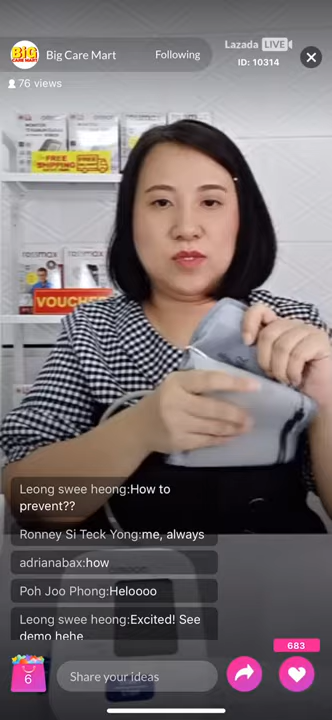 BiG
CARE MART
Big Care Mart
Following
Lazada LIVE
ID: 10314
76 views
FREE
SHIPPING
rossmax
rossmax
VOUCHER
Leong swee heong:How to
prevent??
Ronney Si Teck Yong:me, always
adrianabax:how
Poh Joo Phong:Heloooo
Leong swee heong:Excited! See
demo hehe
683
6
Share your ideas